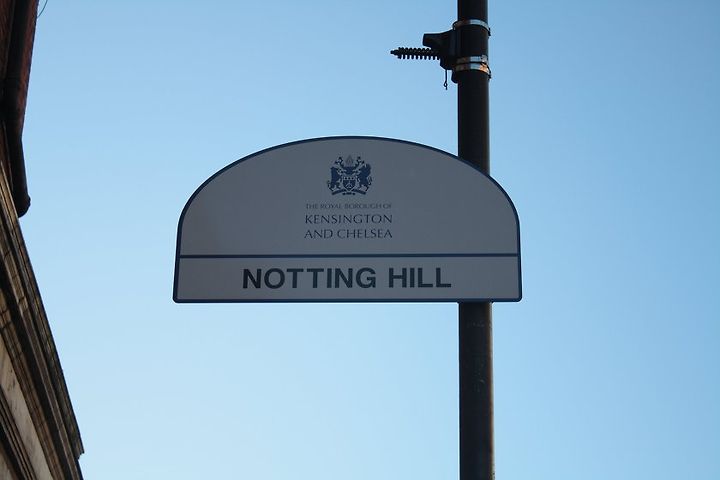 THE ROYAL BOROUGH OF
KENSINGTON
AND CHELSEA
NOTTING HILL